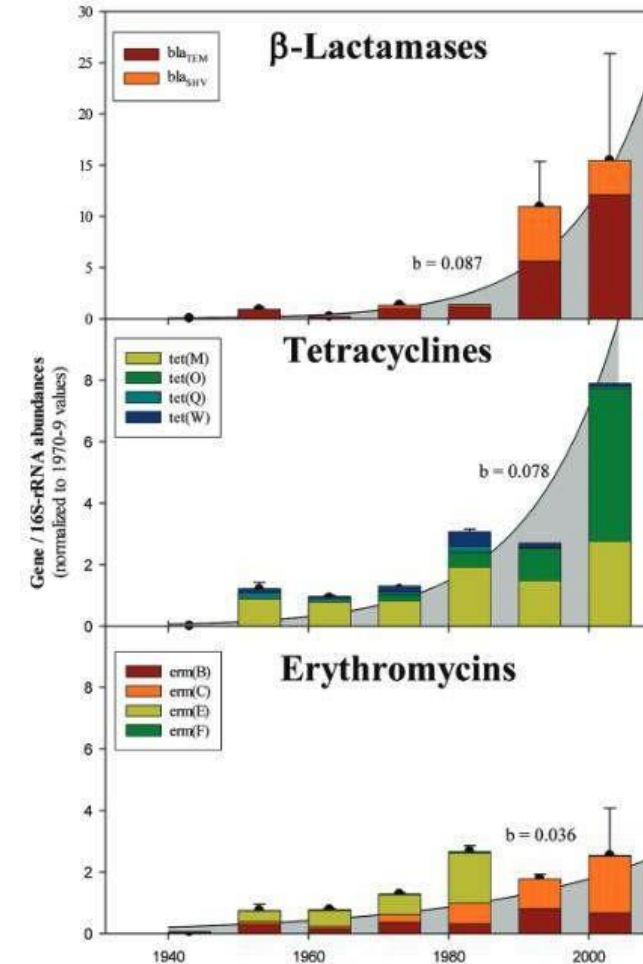 β-Lactamases
bla_TEM
bla_SHV
30
25
20
15
10
5
0
b = 0.087
Tetracyclines
tet(M)
tet(O)
tet(Q)
tet(W)
8
6
4
2
0
b = 0.078
Gene / 16S-rRNA abundances
(normalized to 1970-9 values)
Erythromycins
erm(B)
erm(C)
erm(E)
erm(F)
8
6
4
2
0
b = 0.036
1940 1960 1980 2000